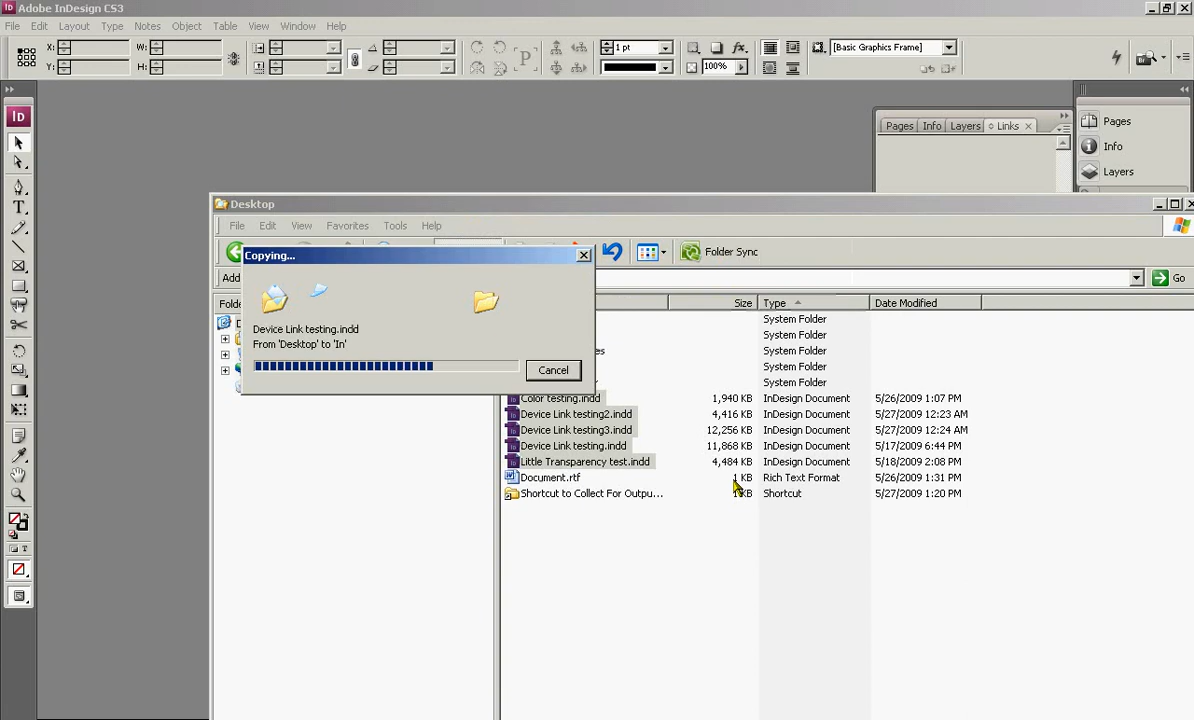 Adobe InDesign CS3
File Edit Layout Type Notes Object Table View Window Help
X: W: 1 pt [Basic Graphics Frame]
Y: H: 100%
Pages Info Layers Links
Pages
Info
Layers
Desktop
File Edit View Favorites Tools Help
Folder Sync
Copying...
Add Go
Device Link testing.indd
From 'Desktop' to 'In'
Cancel
Folde Size Type Date Modified
System Folder
System Folder
es System Folder
System Folder
System Folder
Color testing.indd 1,940 KB InDesign Document 5/26/2009 1:07 PM
Device Link testing2.indd 4,416 KB InDesign Document 5/27/2009 12:23 AM
Device Link testing3.indd 12,256 KB InDesign Document 5/27/2009 12:24 AM
Device Link testing.indd 11,868 KB InDesign Document 5/17/2009 6:44 PM
Little Transparency test.indd 4,484 KB InDesign Document 5/18/2009 2:08 PM
Document.rtf 1 KB Rich Text Format 5/26/2009 1:31 PM
Shortcut to Collect For Outpu... 1 KB Shortcut 5/27/2009 1:20 PM